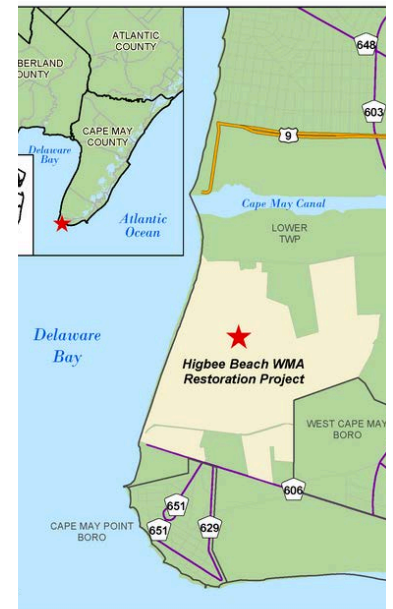 ATLANTIC
COUNTY
BERLAND
OUNTY
CAPE MAY
COUNTY
Delaware
Bay
Atlantic
Ocean
648
603
9
Cape May Canal
LOWER
TWP
Delaware
Bay
Higbee Beach WMA
Restoration Project
WEST CAPE MAY
BORO
606
651
651
629
CAPE MAY POINT
BORO